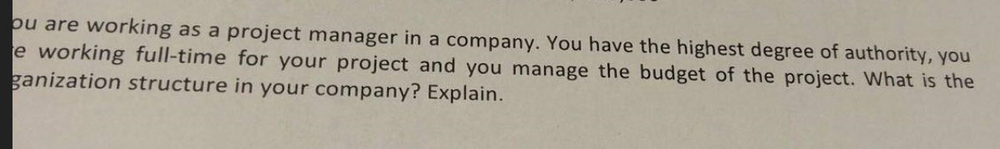 ou are working as a project manager in a company. You have the highest degree of authority, you
e working full-time for your project and you manage the budget of the project. What is the
ganization structure in your company? Explain.